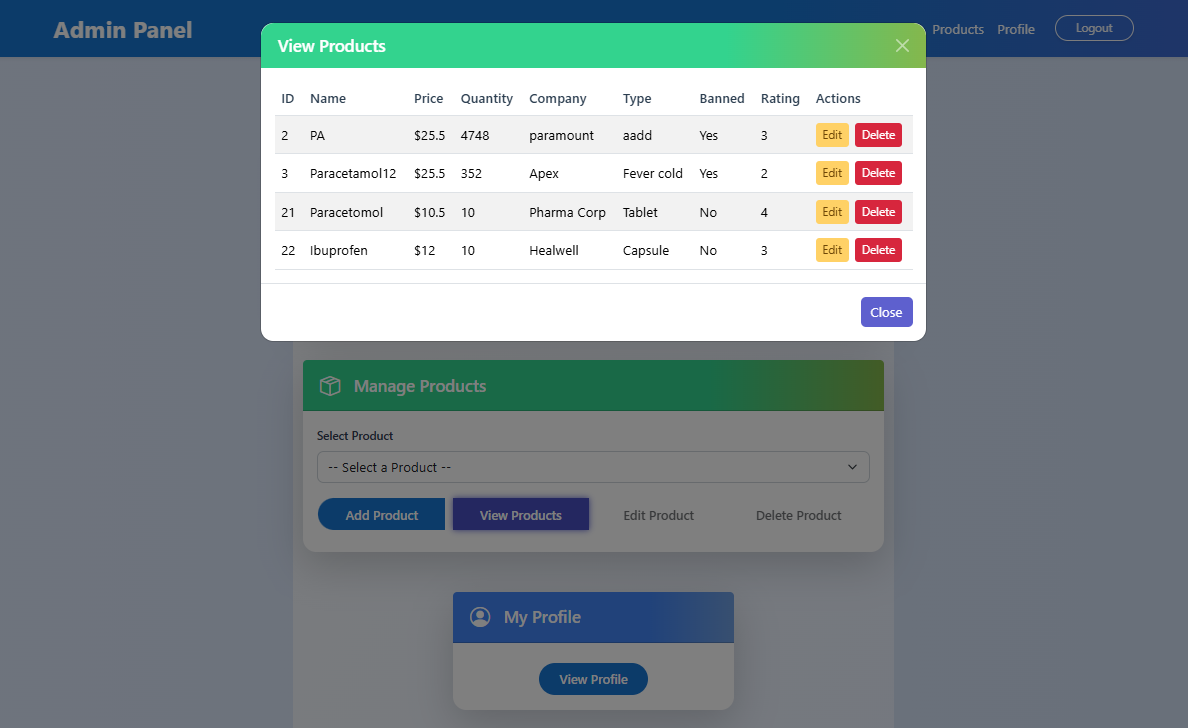 Admin Panel
Products Profile Logout
View Products
ID Name Price Quantity Company Type Banned Rating Actions
2 PA $25.5 4748 paramount aadd Yes 3 Edit Delete
3 Paracetamol12 $25.5 352 Apex Fever cold Yes 2 Edit Delete
21 Paracetomol $10.5 10 Pharma Corp Tablet No 4 Edit Delete
22 Ibuprofen $12 10 Healwell Capsule No 3 Edit Delete
Close
Manage Products
Select Product
-- Select a Product --
Add Product View Products Edit Product Delete Product
My Profile
View Profile